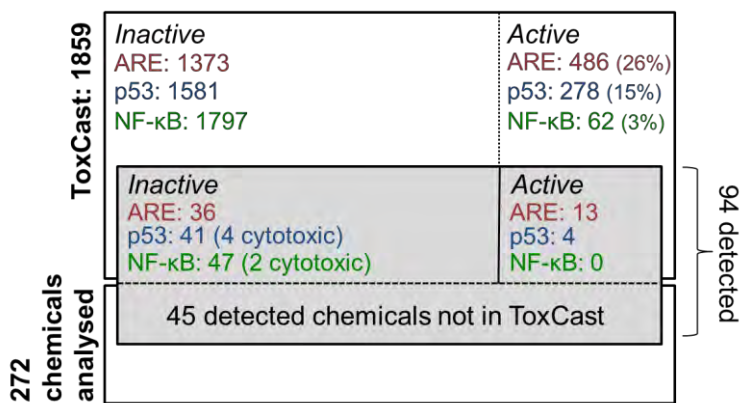 ToxCast: 1859
Inactive
ARE: 1373
p53: 1581
NF-κB: 1797
Active
ARE: 486 (26%)
p53: 278 (15%)
NF-κB: 62 (3%)
Inactive
ARE: 36
p53: 41 (4 cytotoxic)
NF-κB: 47 (2 cytotoxic)
Active
ARE: 13
p53: 4
NF-κB: 0
94 detected
272
chemicals
analysed
45 detected chemicals not in ToxCast